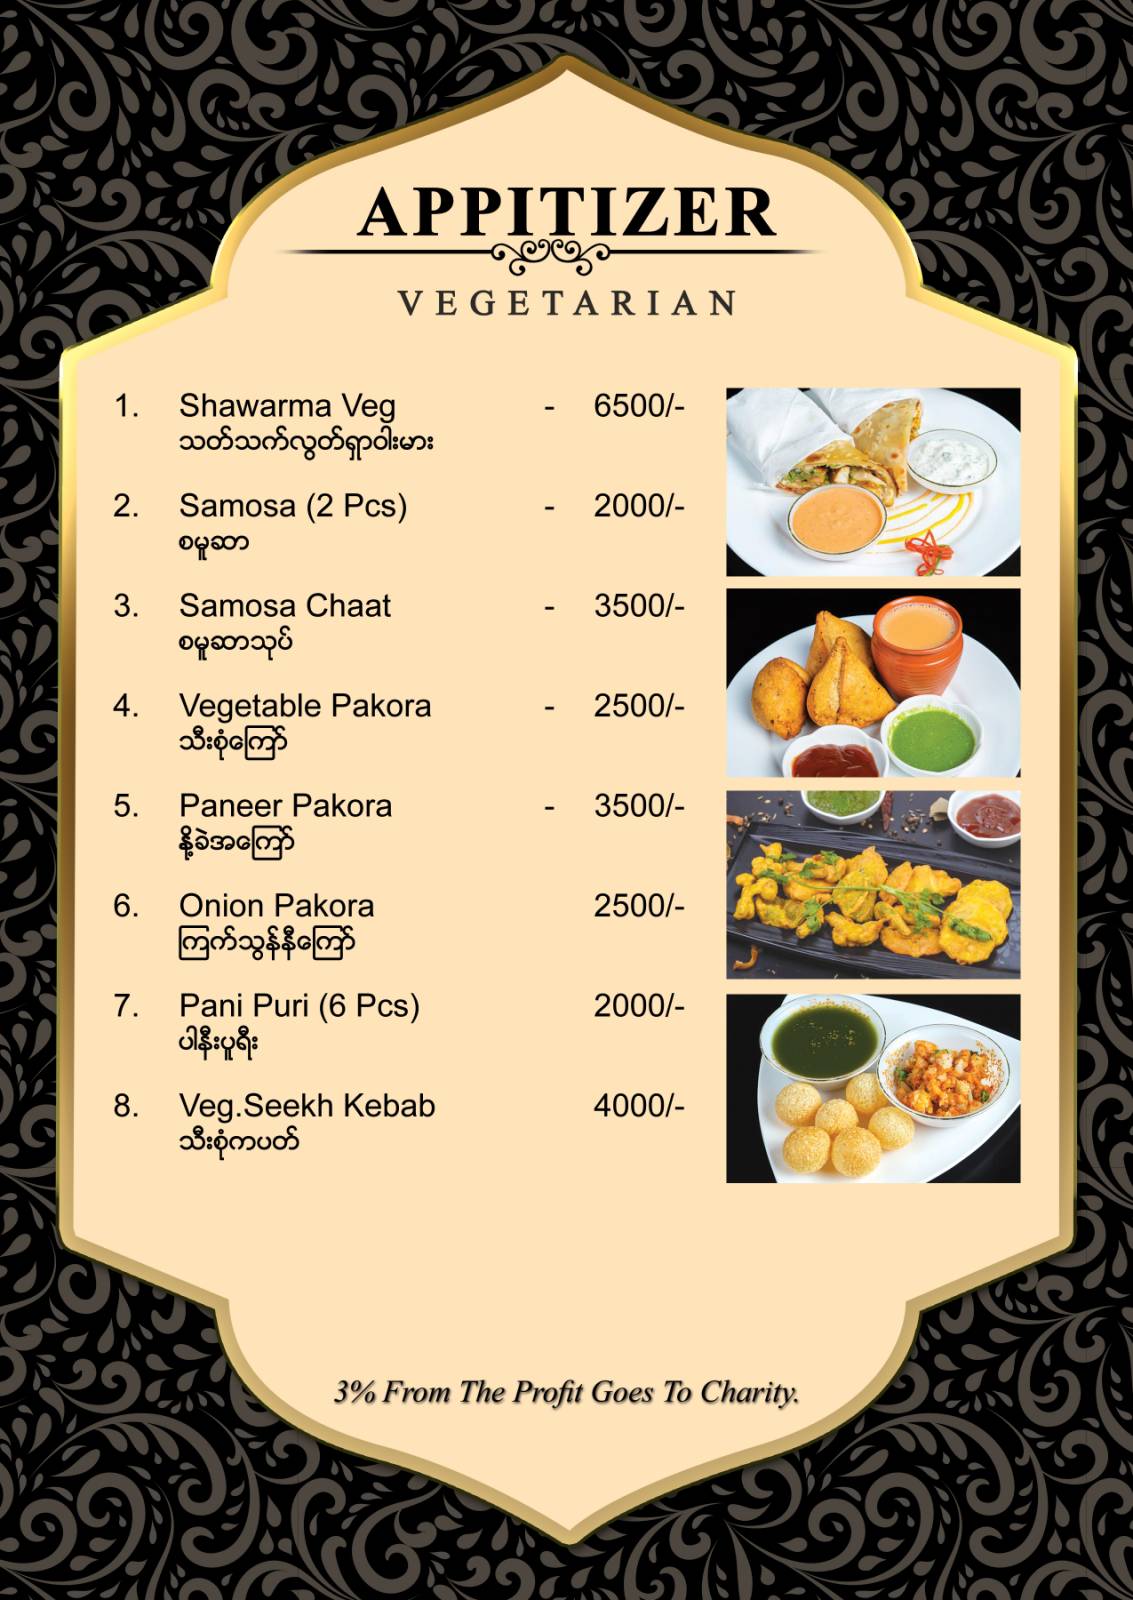 APPITIZER
VEGETARIAN
1. Shawarma Veg - 6500/-
သတ်သက်လွတ်ရှာဝါးမား
2. Samosa (2 Pcs) - 2000/-
စမူဆာ
3. Samosa Chaat - 3500/-
စမူဆာသုပ်
4. Vegetable Pakora - 2500/-
သီးစုံကြော်
5. Paneer Pakora - 3500/-
နို့ခဲအကြော်
6. Onion Pakora 2500/-
ကြက်သွန်နီကြော်
7. Pani Puri (6 Pcs) 2000/-
ပါနီးပူရီး
8. Veg.Seekh Kebab 4000/-
သီးစုံကပတ်
3% From The Profit Goes To Charity.